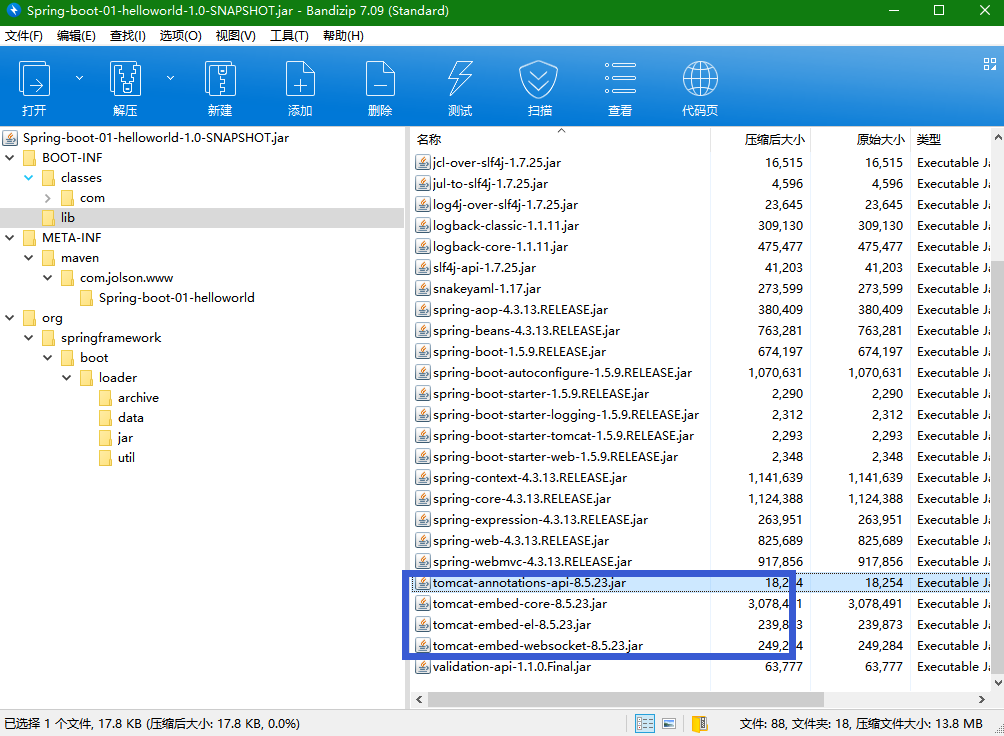 Spring-boot-01-helloworld-1.0-SNAPSHOT.jar - Bandizip 7.09 (Standard)
文件(F) 编辑(E) 查找(I) 选项(O) 视图(V) 工具(T) 帮助(H)
打开 解压 新建 添加 删除 测试 扫描 查看 代码页
Spring-boot-01-helloworld-1.0-SNAPSHOT.jar
BOOT-INF
classes
com
lib
META-INF
maven
com.jolson.www
Spring-boot-01-helloworld
org
springframework
boot
loader
archive
data
jar
util
名称 压缩后大小 原始大小 类型
jcl-over-slf4j-1.7.25.jar 16,515 16,515 Executable Ja
jul-to-slf4j-1.7.25.jar 4,596 4,596 Executable Ja
log4j-over-slf4j-1.7.25.jar 23,645 23,645 Executable Ja
logback-classic-1.1.11.jar 309,130 309,130 Executable Ja
logback-core-1.1.11.jar 475,477 475,477 Executable Ja
slf4j-api-1.7.25.jar 41,203 41,203 Executable Ja
snakeyaml-1.17.jar 273,599 273,599 Executable Ja
spring-aop-4.3.13.RELEASE.jar 380,409 380,409 Executable Ja
spring-beans-4.3.13.RELEASE.jar 763,281 763,281 Executable Ja
spring-boot-1.5.9.RELEASE.jar 674,197 674,197 Executable Ja
spring-boot-autoconfigure-1.5.9.RELEASE.jar 1,070,631 1,070,631 Executable Ja
spring-boot-starter-1.5.9.RELEASE.jar 2,290 2,290 Executable Ja
spring-boot-starter-logging-1.5.9.RELEASE.jar 2,312 2,312 Executable Ja
spring-boot-starter-tomcat-1.5.9.RELEASE.jar 2,293 2,293 Executable Ja
spring-boot-starter-web-1.5.9.RELEASE.jar 2,348 2,348 Executable Ja
spring-context-4.3.13.RELEASE.jar 1,141,639 1,141,639 Executable Ja
spring-core-4.3.13.RELEASE.jar 1,124,388 1,124,388 Executable Ja
spring-expression-4.3.13.RELEASE.jar 263,951 263,951 Executable Ja
spring-web-4.3.13.RELEASE.jar 825,689 825,689 Executable Ja
spring-webmvc-4.3.13.RELEASE.jar 917,856 917,856 Executable Ja
tomcat-annotations-api-8.5.23.jar 18,254 18,254 Executable Ja
tomcat-embed-core-8.5.23.jar 3,078,491 3,078,491 Executable Ja
tomcat-embed-el-8.5.23.jar 239,873 239,873 Executable Ja
tomcat-embed-websocket-8.5.23.jar 249,284 249,284 Executable Ja
validation-api-1.1.0.Final.jar 63,777 63,777 Executable Ja
已选择 1 个文件, 17.8 KB (压缩后大小: 17.8 KB, 0.0%) 文件: 88, 文件夹: 18, 压缩文件大小: 13.8 MB